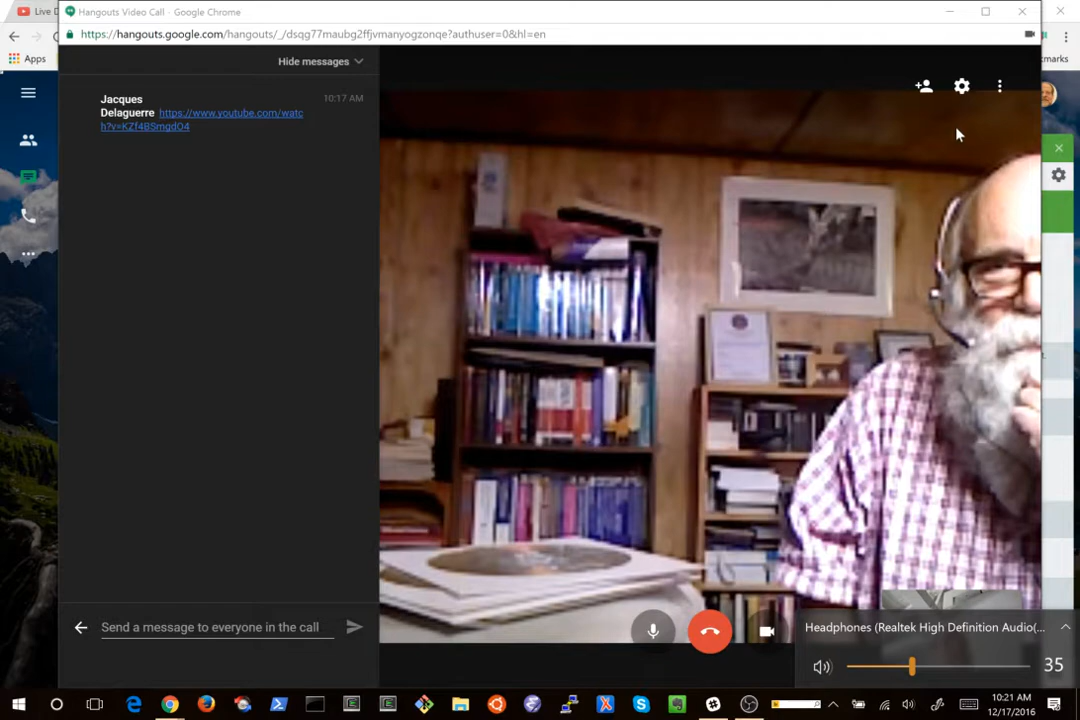 Live D
Hangouts Video Call - Google Chrome
https://hangouts.google.com/hangouts/_/dsqg77maubg2ffjvmanyogzonqe?authuser=0&hl=en
Apps
kmarks
Hide messages
Jacques
Delaguerre https://www.youtube.com/watc
h?v=KZf4BSmgdO4
10:17 AM
Send a message to everyone in the call
Headphones (Realtek High Definition Audio(...
35
10:21 AM
12/17/2016